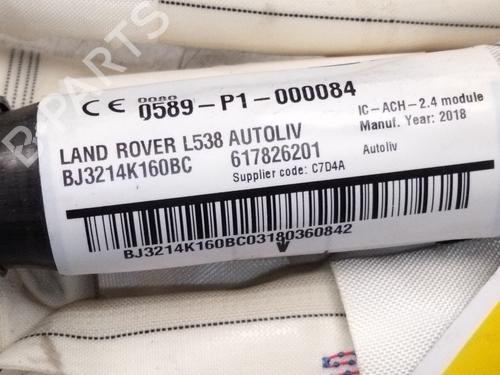 CE 0089
0589-P1-000084
IC-ACH-2.4 module
LAND ROVER L538 AUTOLIV
Manuf. Year: 2018
BJ3214K160BC
617826201
Autoliv
Supplier code: C7D4A
BJ3214K160BC03180360842
B-PARTS